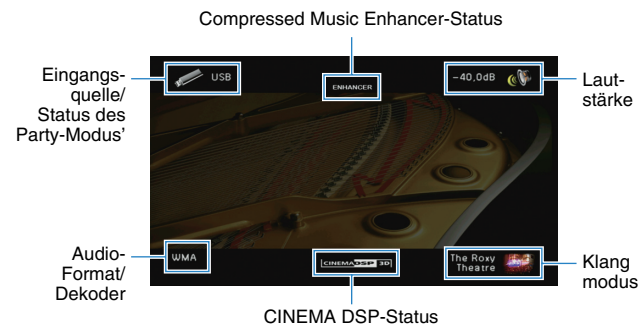 Compressed Music Enhancer-Status
Eingangs-
quelle/
Status des
Party-Modus'
USB
ENHANCER
-40,0dB
Laut-
stärke
Audio-
Format/
Dekoder
WMA
CINEMA DSP 3D
The Roxy
Theatre
Klang
modus
CINEMA DSP-Status